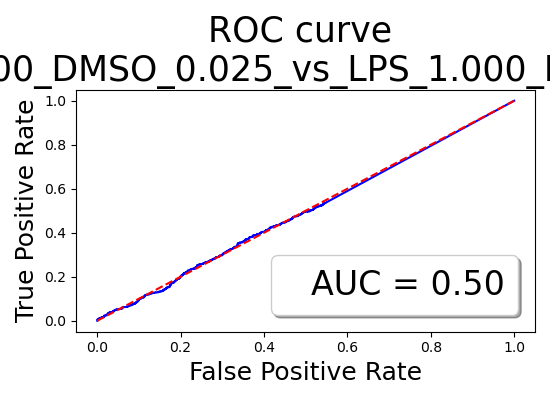 ROC curve
00_DMSO_0.025_vs_LPS_1.000_
True Positive Rate
1.0
0.8
0.6
0.4
0.2
0.0
AUC = 0.50
0.0 0.2 0.4 0.6 0.8 1.0
False Positive Rate